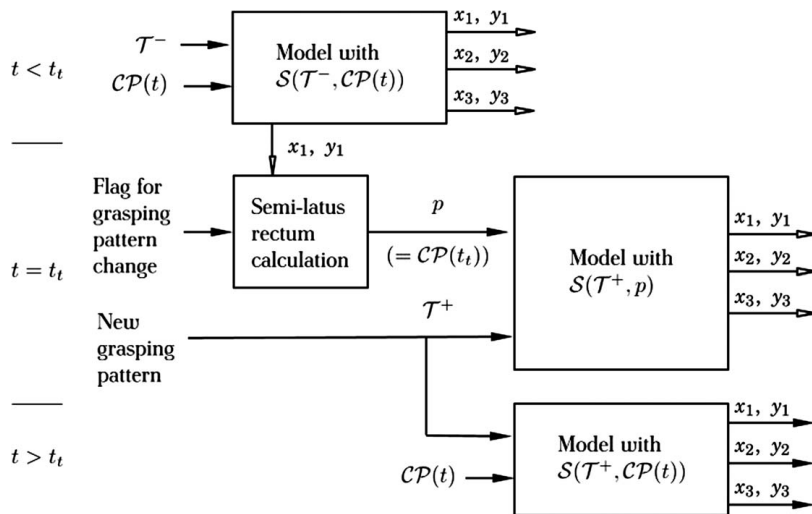 t < t_t
𝒯⁻
𝒞𝒫(t)
Model with
𝒮(𝒯⁻, 𝒞𝒫(t))
x₁, y₁
x₂, y₂
x₃, y₃
x₁, y₁
t = t_t
Flag for
grasping
pattern
change
Semi-latus
rectum
calculation
p
(= 𝒞𝒫(t_t))
Model with
𝒮(𝒯⁺, p)
x₁, y₁
x₂, y₂
x₃, y₃
New
grasping
pattern
𝒯⁺
t > t_t
𝒞𝒫(t)
Model with
𝒮(𝒯⁺, 𝒞𝒫(t))
x₁, y₁
x₂, y₂
x₃, y₃